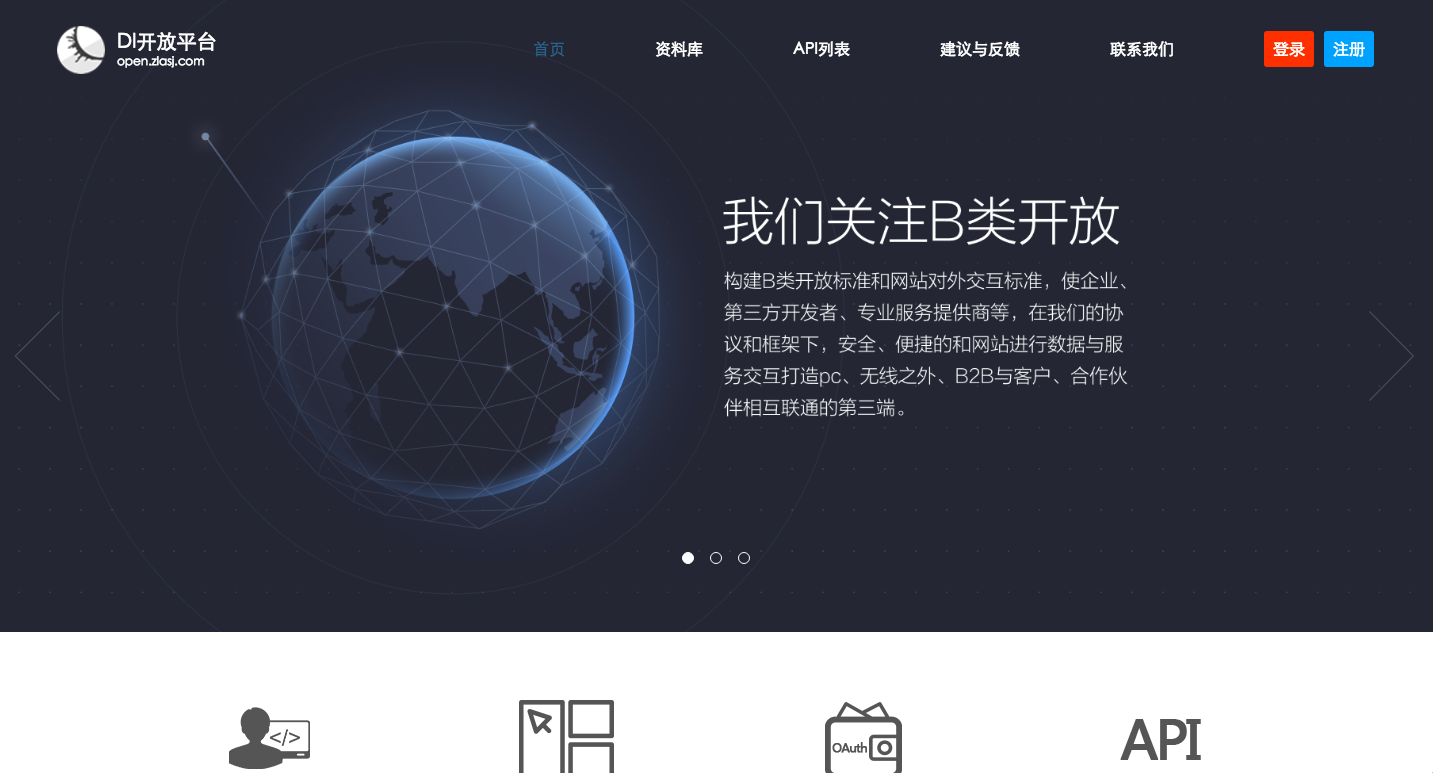 DI开放平台
open.zlasj.com
首页 资料库 API列表 建议与反馈 联系我们 登录 注册
我们关注B类开放
构建B类开放标准和网站对外交互标准，使企业、
第三方开发者、专业服务提供商等，在我们的协
议和框架下，安全、便捷的和网站进行数据与服
务交互打造pc、无线之外、B2B与客户、合作伙
伴相互联通的第三端。
</>
OAuth
API